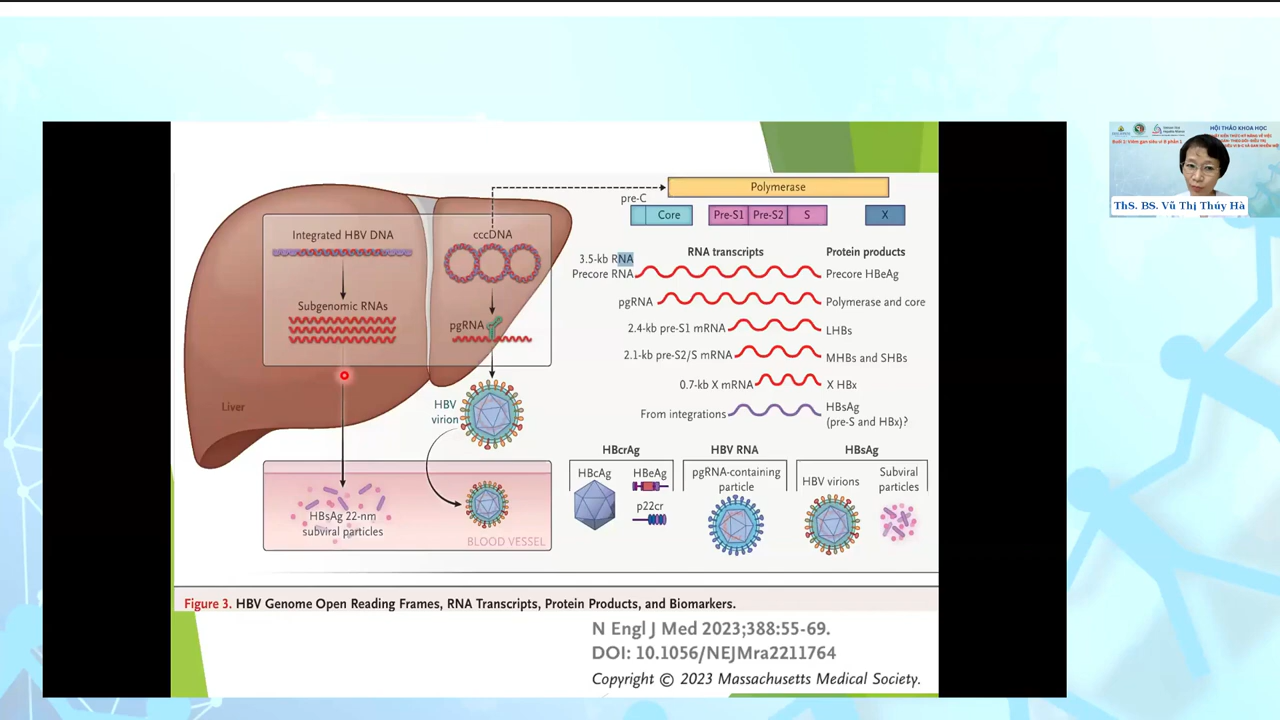 HỘI THẢO KHOA HỌC
ThS. BS. Vũ Thị Thúy Hà
Polymerase
pre-C
Core
Pre-S1
Pre-S2
S
X
Integrated HBV DNA
cccDNA
Subgenomic RNAs
pgRNA
Liver
HBV
virion
HBsAg 22-nm
subviral particles
BLOOD VESSEL
RNA transcripts
Protein products
3.5-kb RNA
Precore RNA
Precore HBeAg
pgRNA
Polymerase and core
2.4-kb pre-S1 mRNA
LHBs
2.1-kb pre-S2/S mRNA
MHBs and SHBs
0.7-kb X mRNA
X HBx
From integrations
HBsAg
(pre-S and HBx)?
HBcrAg
HBV RNA
HBsAg
HBcAg
HBeAg
p22cr
pgRNA-containing
particle
HBV virions
Subviral
particles
Figure 3. HBV Genome Open Reading Frames, RNA Transcripts, Protein Products, and Biomarkers.
N Engl J Med 2023;388:55-69.
DOI: 10.1056/NEJMra2211764
Copyright © 2023 Massachusetts Medical Society.